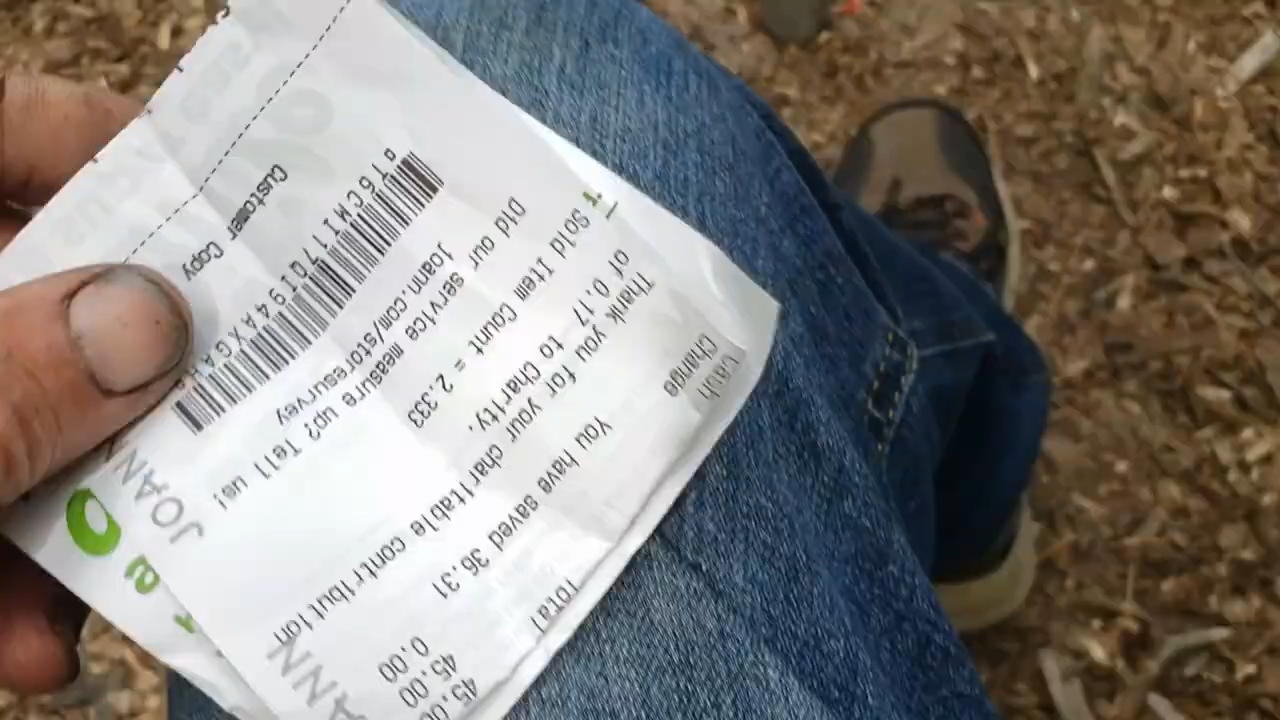 Total 45.00
Cash 45.00
Change 0.00
You have saved 36.31
Thank you for your charitable contribution
of 0.17 to Charity.
Sold Item Count = 2.333
Did our service measure up? Tell us!
Joann.com/storesurvey
Customer Copy
JOANN